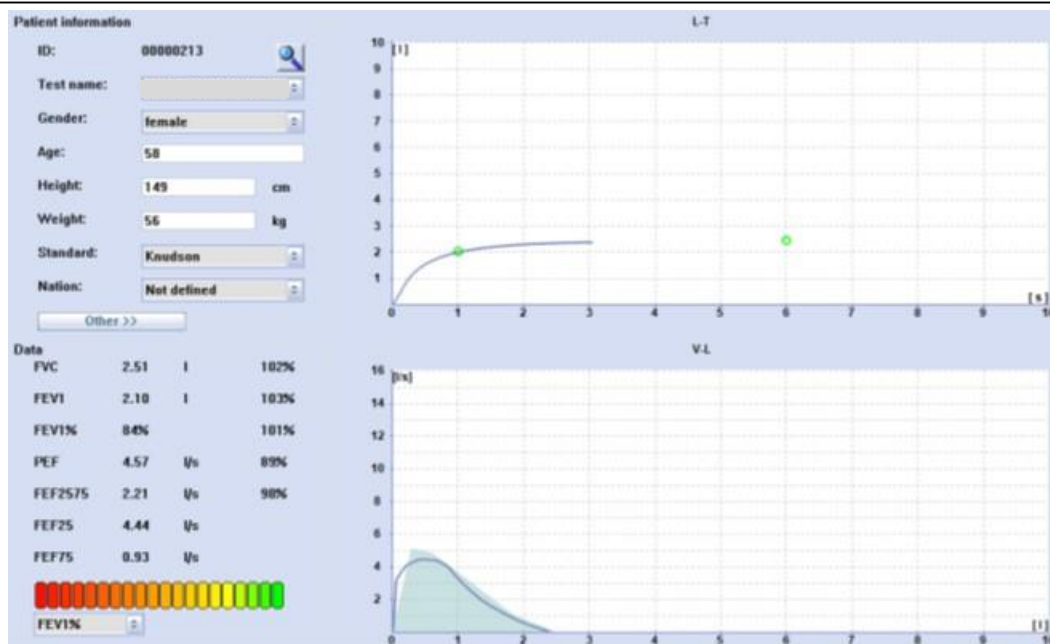 Patient information
ID: 00000213
Test name:
Gender: female
Age: 58
Height: 149 cm
Weight: 56 kg
Standard: Knudson
Nation: Not defined
Other >>
Data
FVC 2.51 l 102%
FEV1 2.10 l 103%
FEV1% 84% 101%
PEF 4.57 l/s 89%
FEF2575 2.21 l/s 98%
FEF25 4.44 l/s
FEF75 0.93 l/s
FEV1%
L-T
[l]
10
9
8
7
6
5
4
3
2
1
0 1 2 3 4 5 6 7 8 9 10
[s]
V-L
[l/s]
16
14
12
10
8
6
4
2
0 1 2 3 4 5 6 7 8 9
[l]